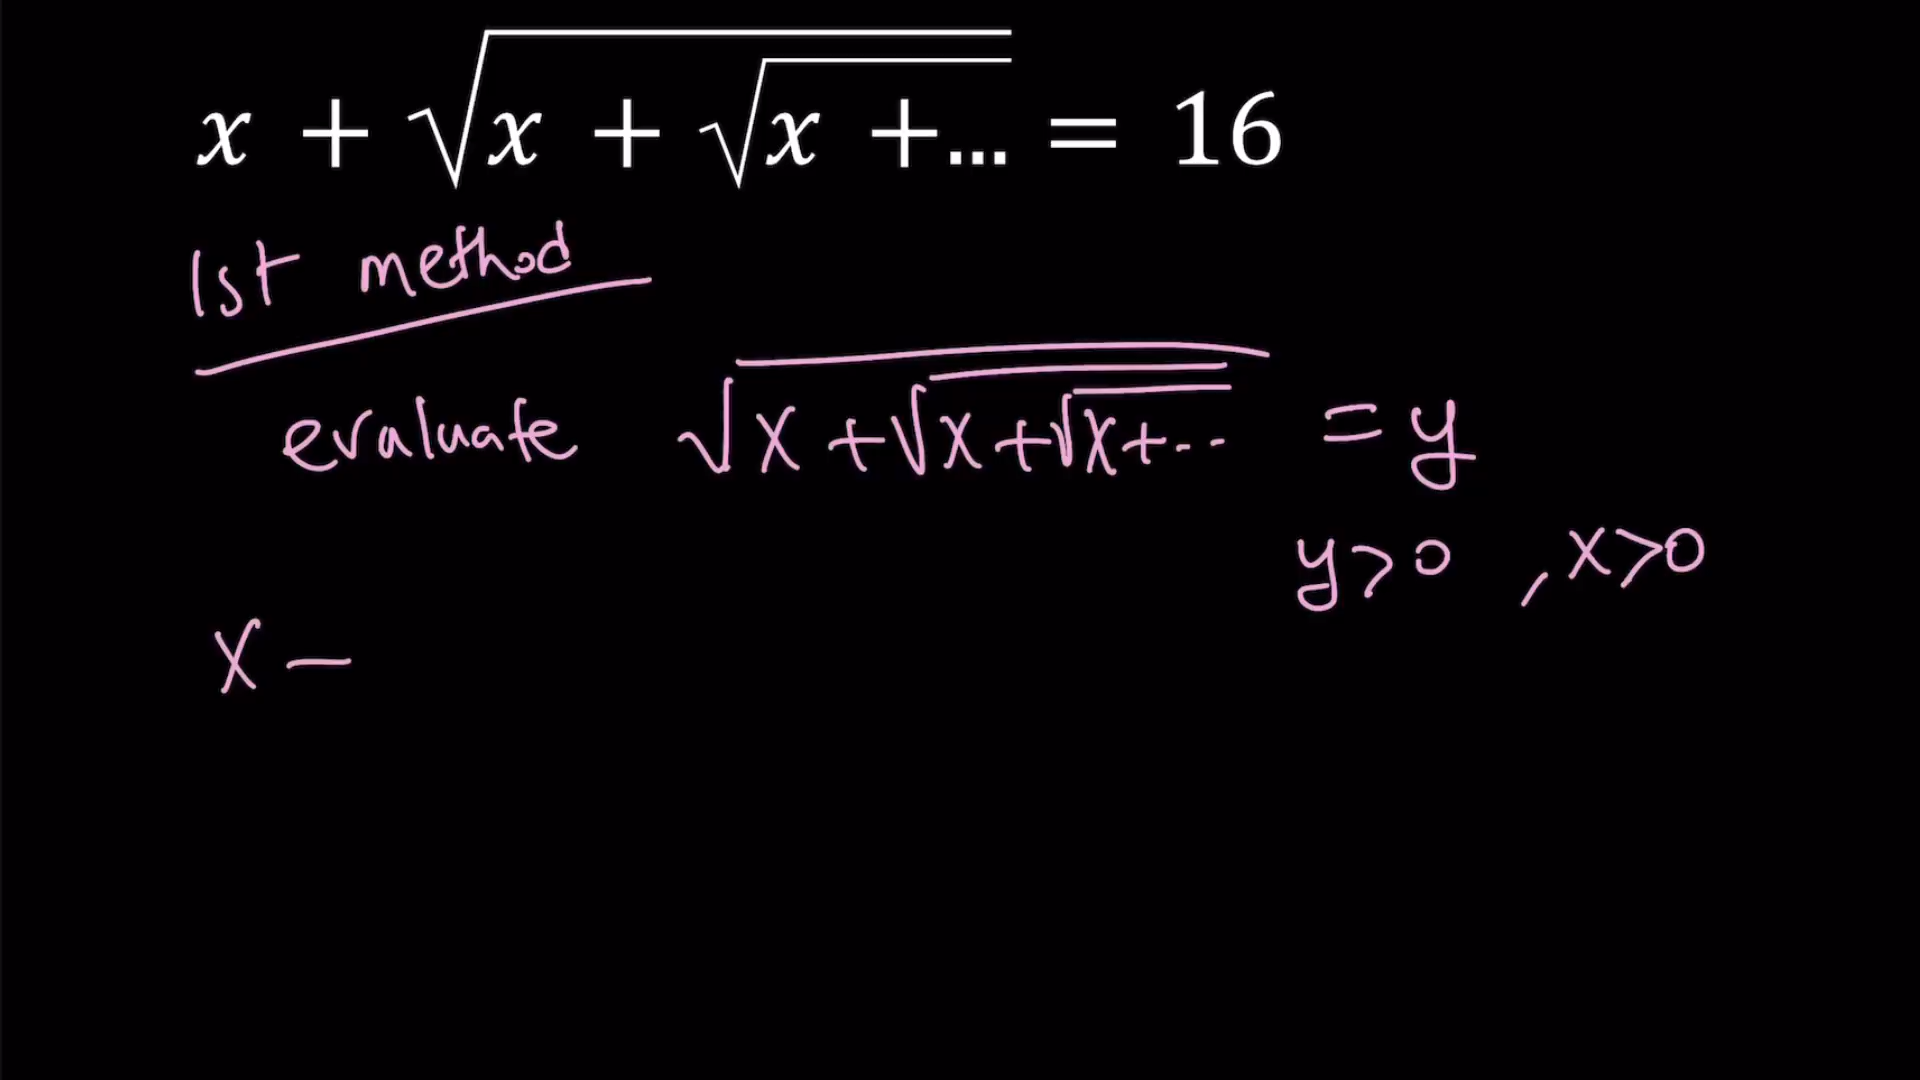 x + √(x + √(x + ...)) = 16
1st method
evaluate √(x + √(x + √(x + ...))) = y
y > 0 , x > 0
x −